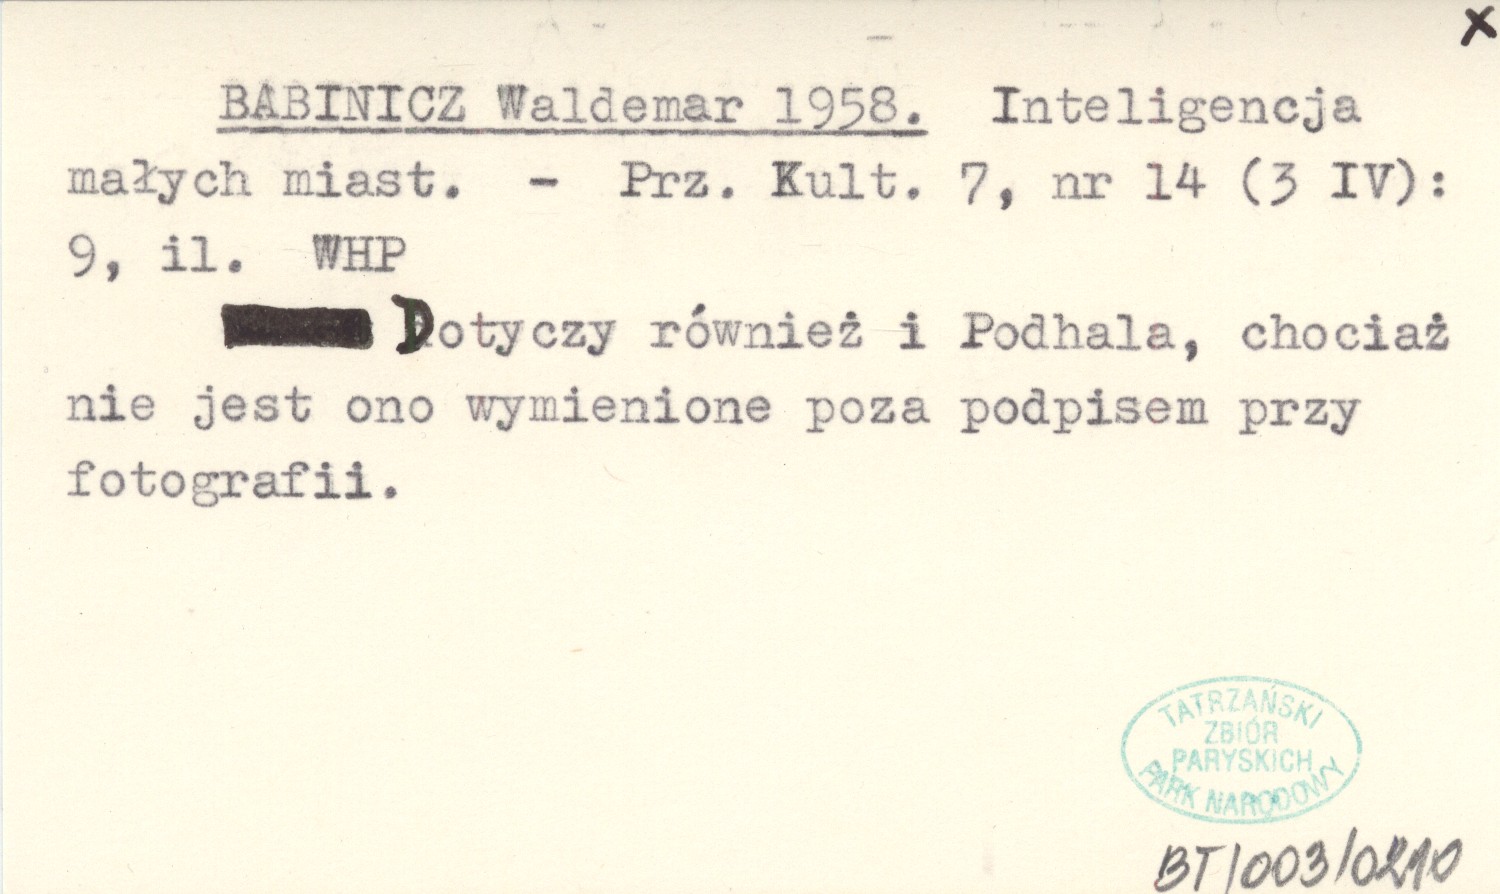 x
BABINICZ Waldemar 1958. Inteligencja
małych miast. - Prz. Kult. 7, nr 14 (3 IV):
9, il. WHP
Dotyczy również i Podhala, chociaż
nie jest ono wymienione poza podpisem przy
fotografii.
TATRZAŃSKI
ZBIÓR
PARYSKICH
PARK NARODOWY
BT/003/0210